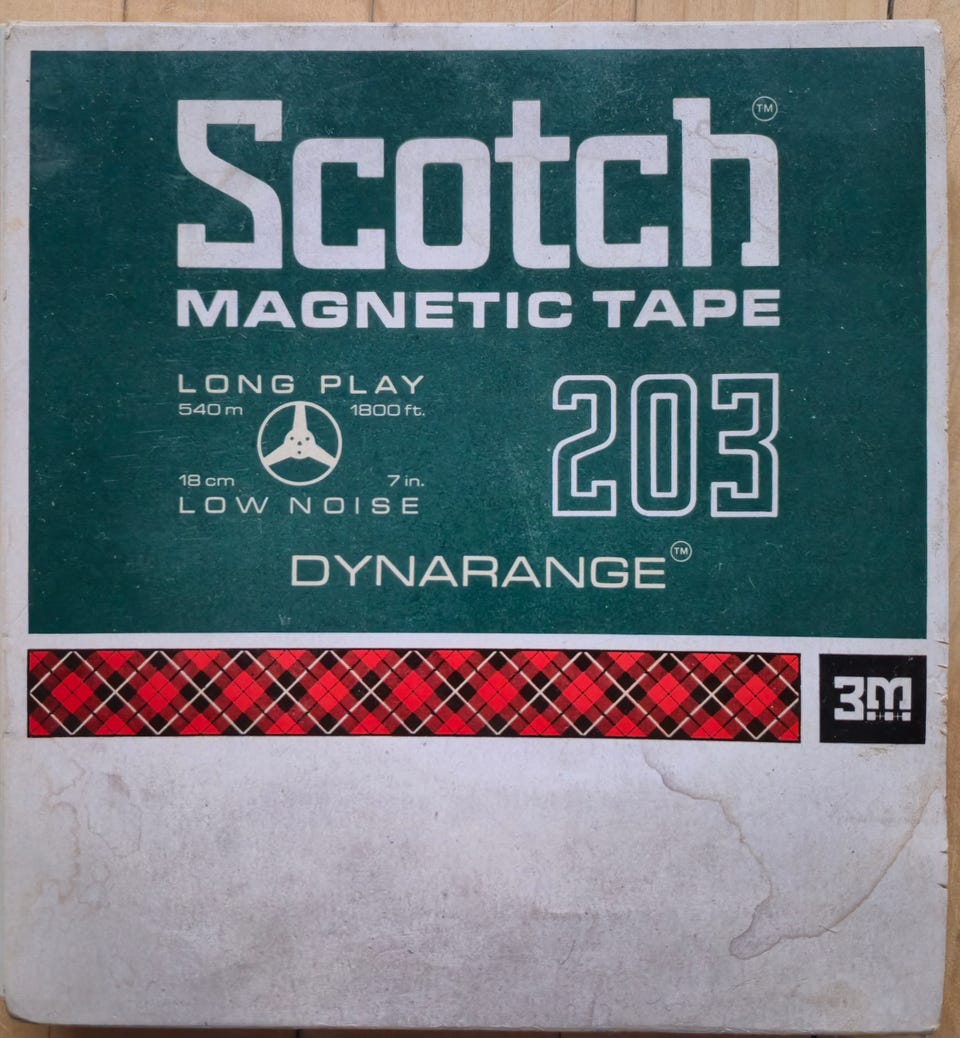 Scotch™
MAGNETIC TAPE
LONG PLAY
540 m 1800 ft.
18 cm 7 in.
LOW NOISE
203
DYNARANGE™
3M